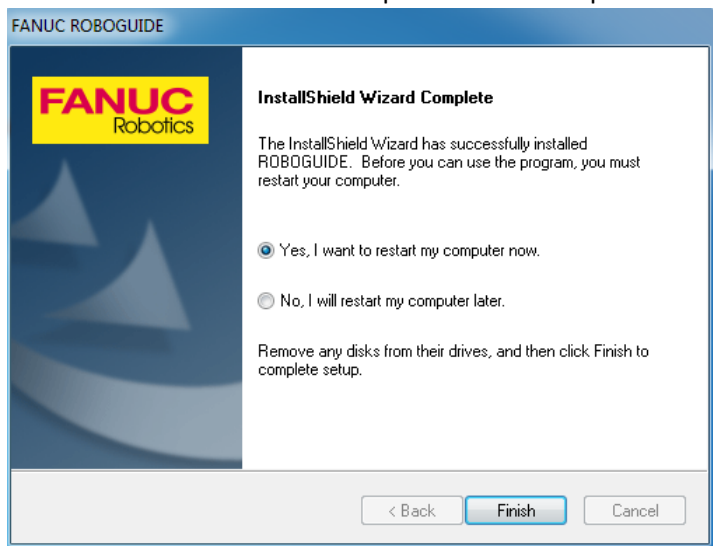 FANUC ROBOGUIDE
FANUC
Robotics
InstallShield Wizard Complete
The InstallShield Wizard has successfully installed
ROBOGUIDE. Before you can use the program, you must
restart your computer.
Yes, I want to restart my computer now.
No, I will restart my computer later.
Remove any disks from their drives, and then click Finish to
complete setup.
< Back Finish Cancel